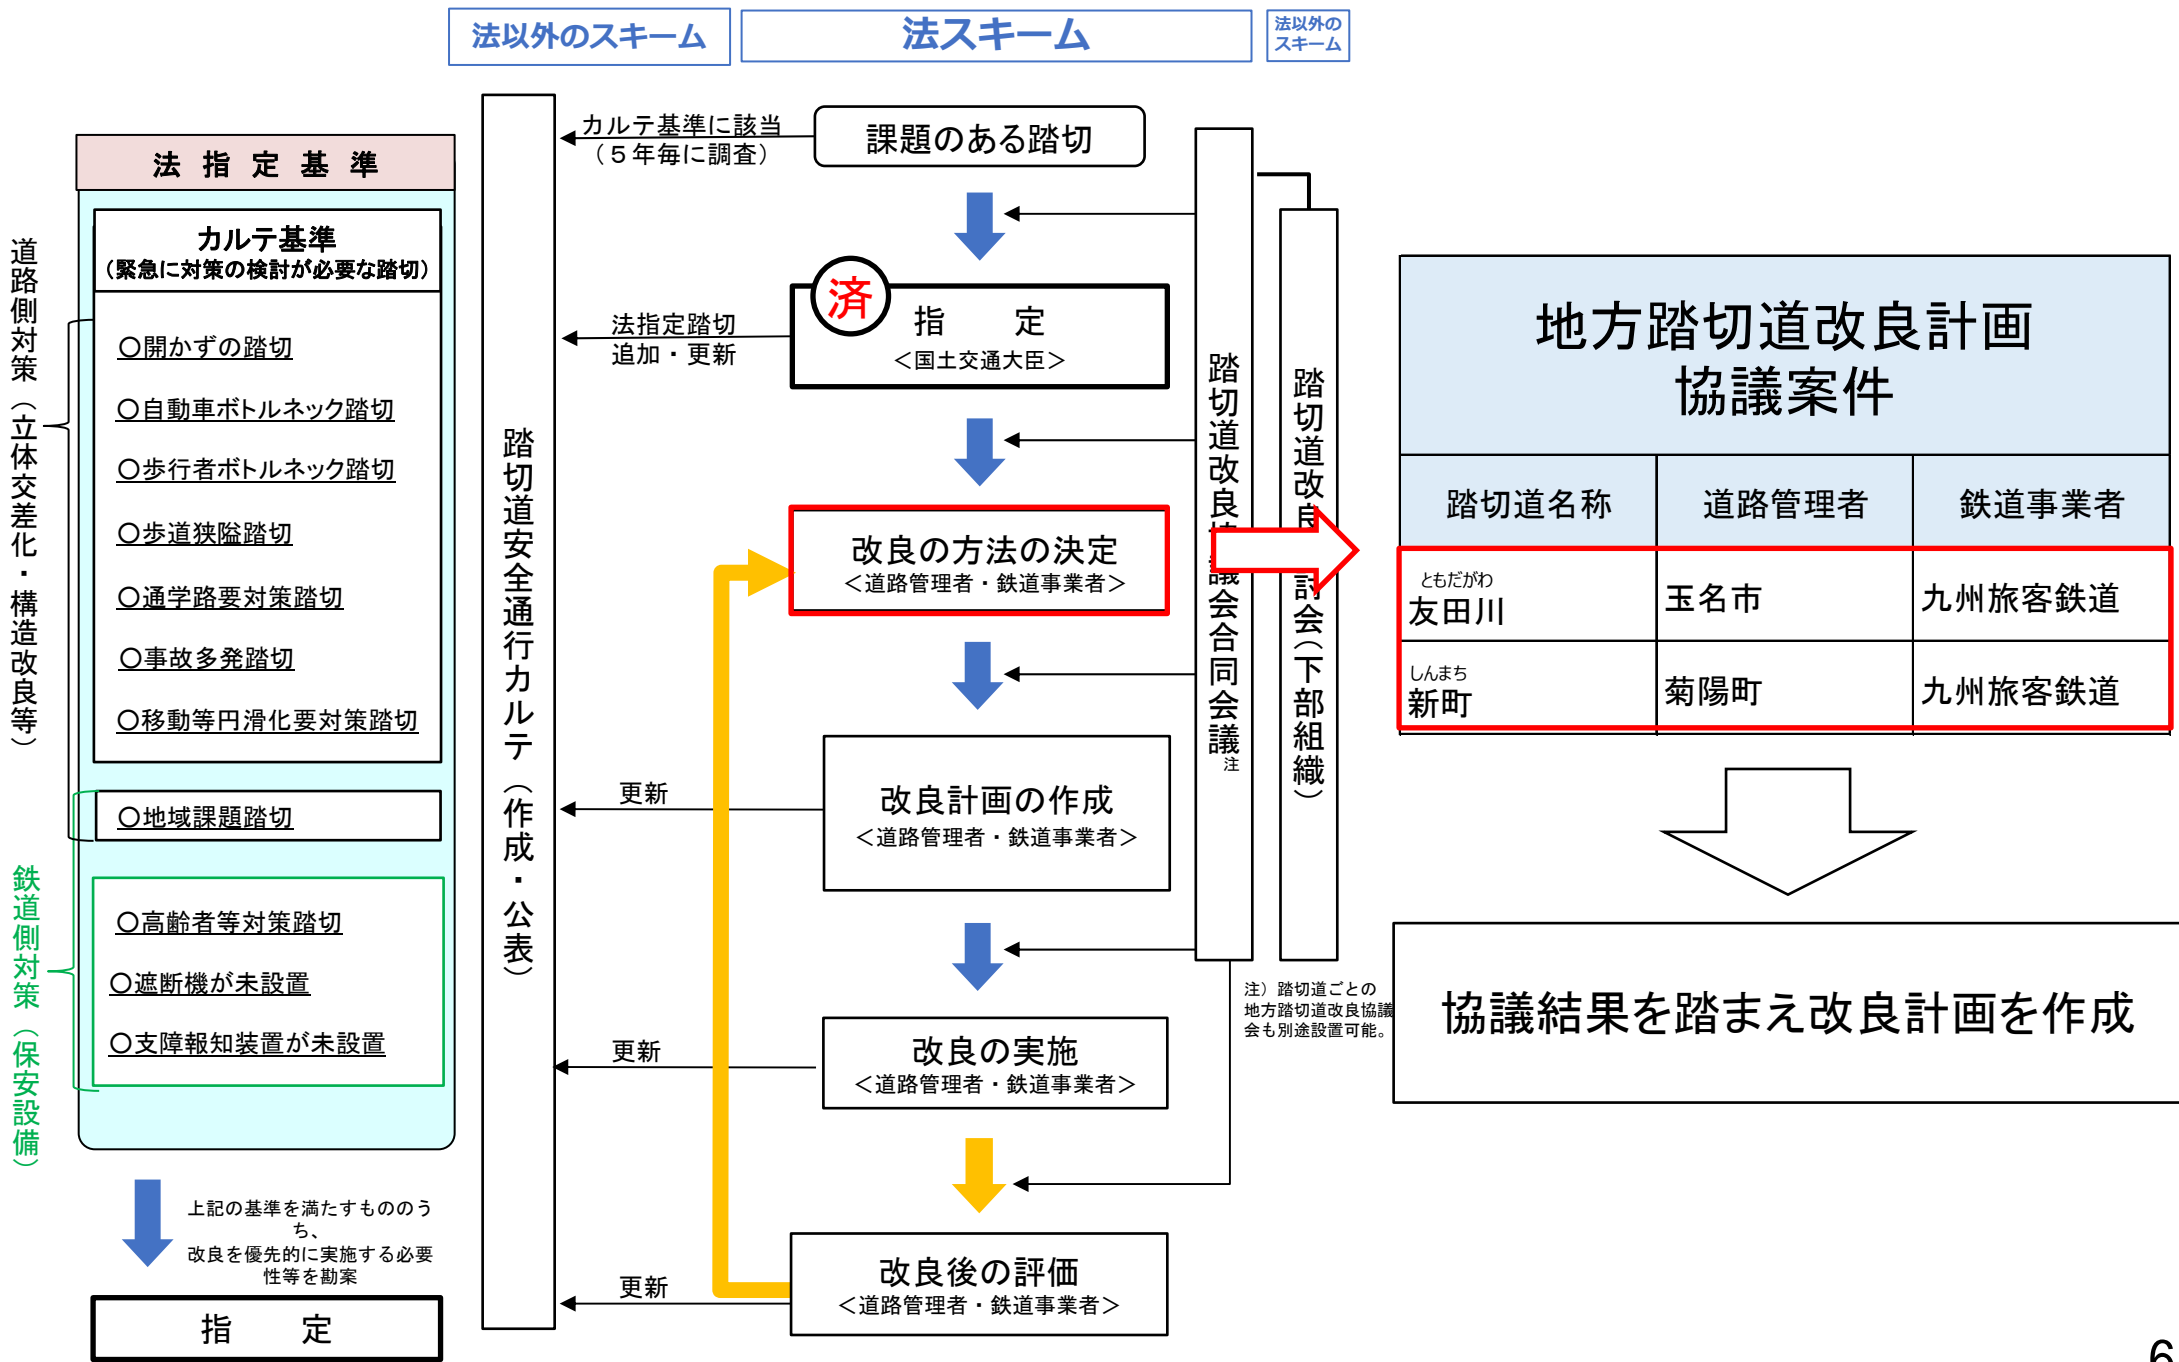 法以外のスキーム
法スキーム
法以外の
スキーム
法指定基準
カルテ基準
（緊急に対策の検討が必要な踏切）
〇開かずの踏切
〇自動車ボトルネック踏切
〇歩行者ボトルネック踏切
〇歩道狭隘踏切
〇通学路要対策踏切
〇事故多発踏切
〇移動等円滑化要対策踏切
〇地域課題踏切
〇高齢者等対策踏切
〇遮断機が未設置
〇支障報知装置が未設置
道路側対策（立体交差化・構造改良等）
鉄道側対策（保安設備）
上記の基準を満たすもののう
ち、
改良を優先的に実施する必要
性等を勘案
指　定
踏切道安全通行カルテ（作成・公表）
カルテ基準に該当
（５年毎に調査）
法指定踏切
追加・更新
更新
更新
更新
課題のある踏切
済
指　定
＜国土交通大臣＞
改良の方法の決定
＜道路管理者・鉄道事業者＞
改良計画の作成
＜道路管理者・鉄道事業者＞
改良の実施
＜道路管理者・鉄道事業者＞
改良後の評価
＜道路管理者・鉄道事業者＞
踏切道改良協議会合同会議注
踏切道改良検討会（下部組織）
注）踏切道ごとの
地方踏切道改良協議
会も別途設置可能。
地方踏切道改良計画
協議案件
踏切道名称
道路管理者
鉄道事業者
ともだがわ
友田川
玉名市
九州旅客鉄道
しんまち
新町
菊陽町
九州旅客鉄道
協議結果を踏まえ改良計画を作成
6